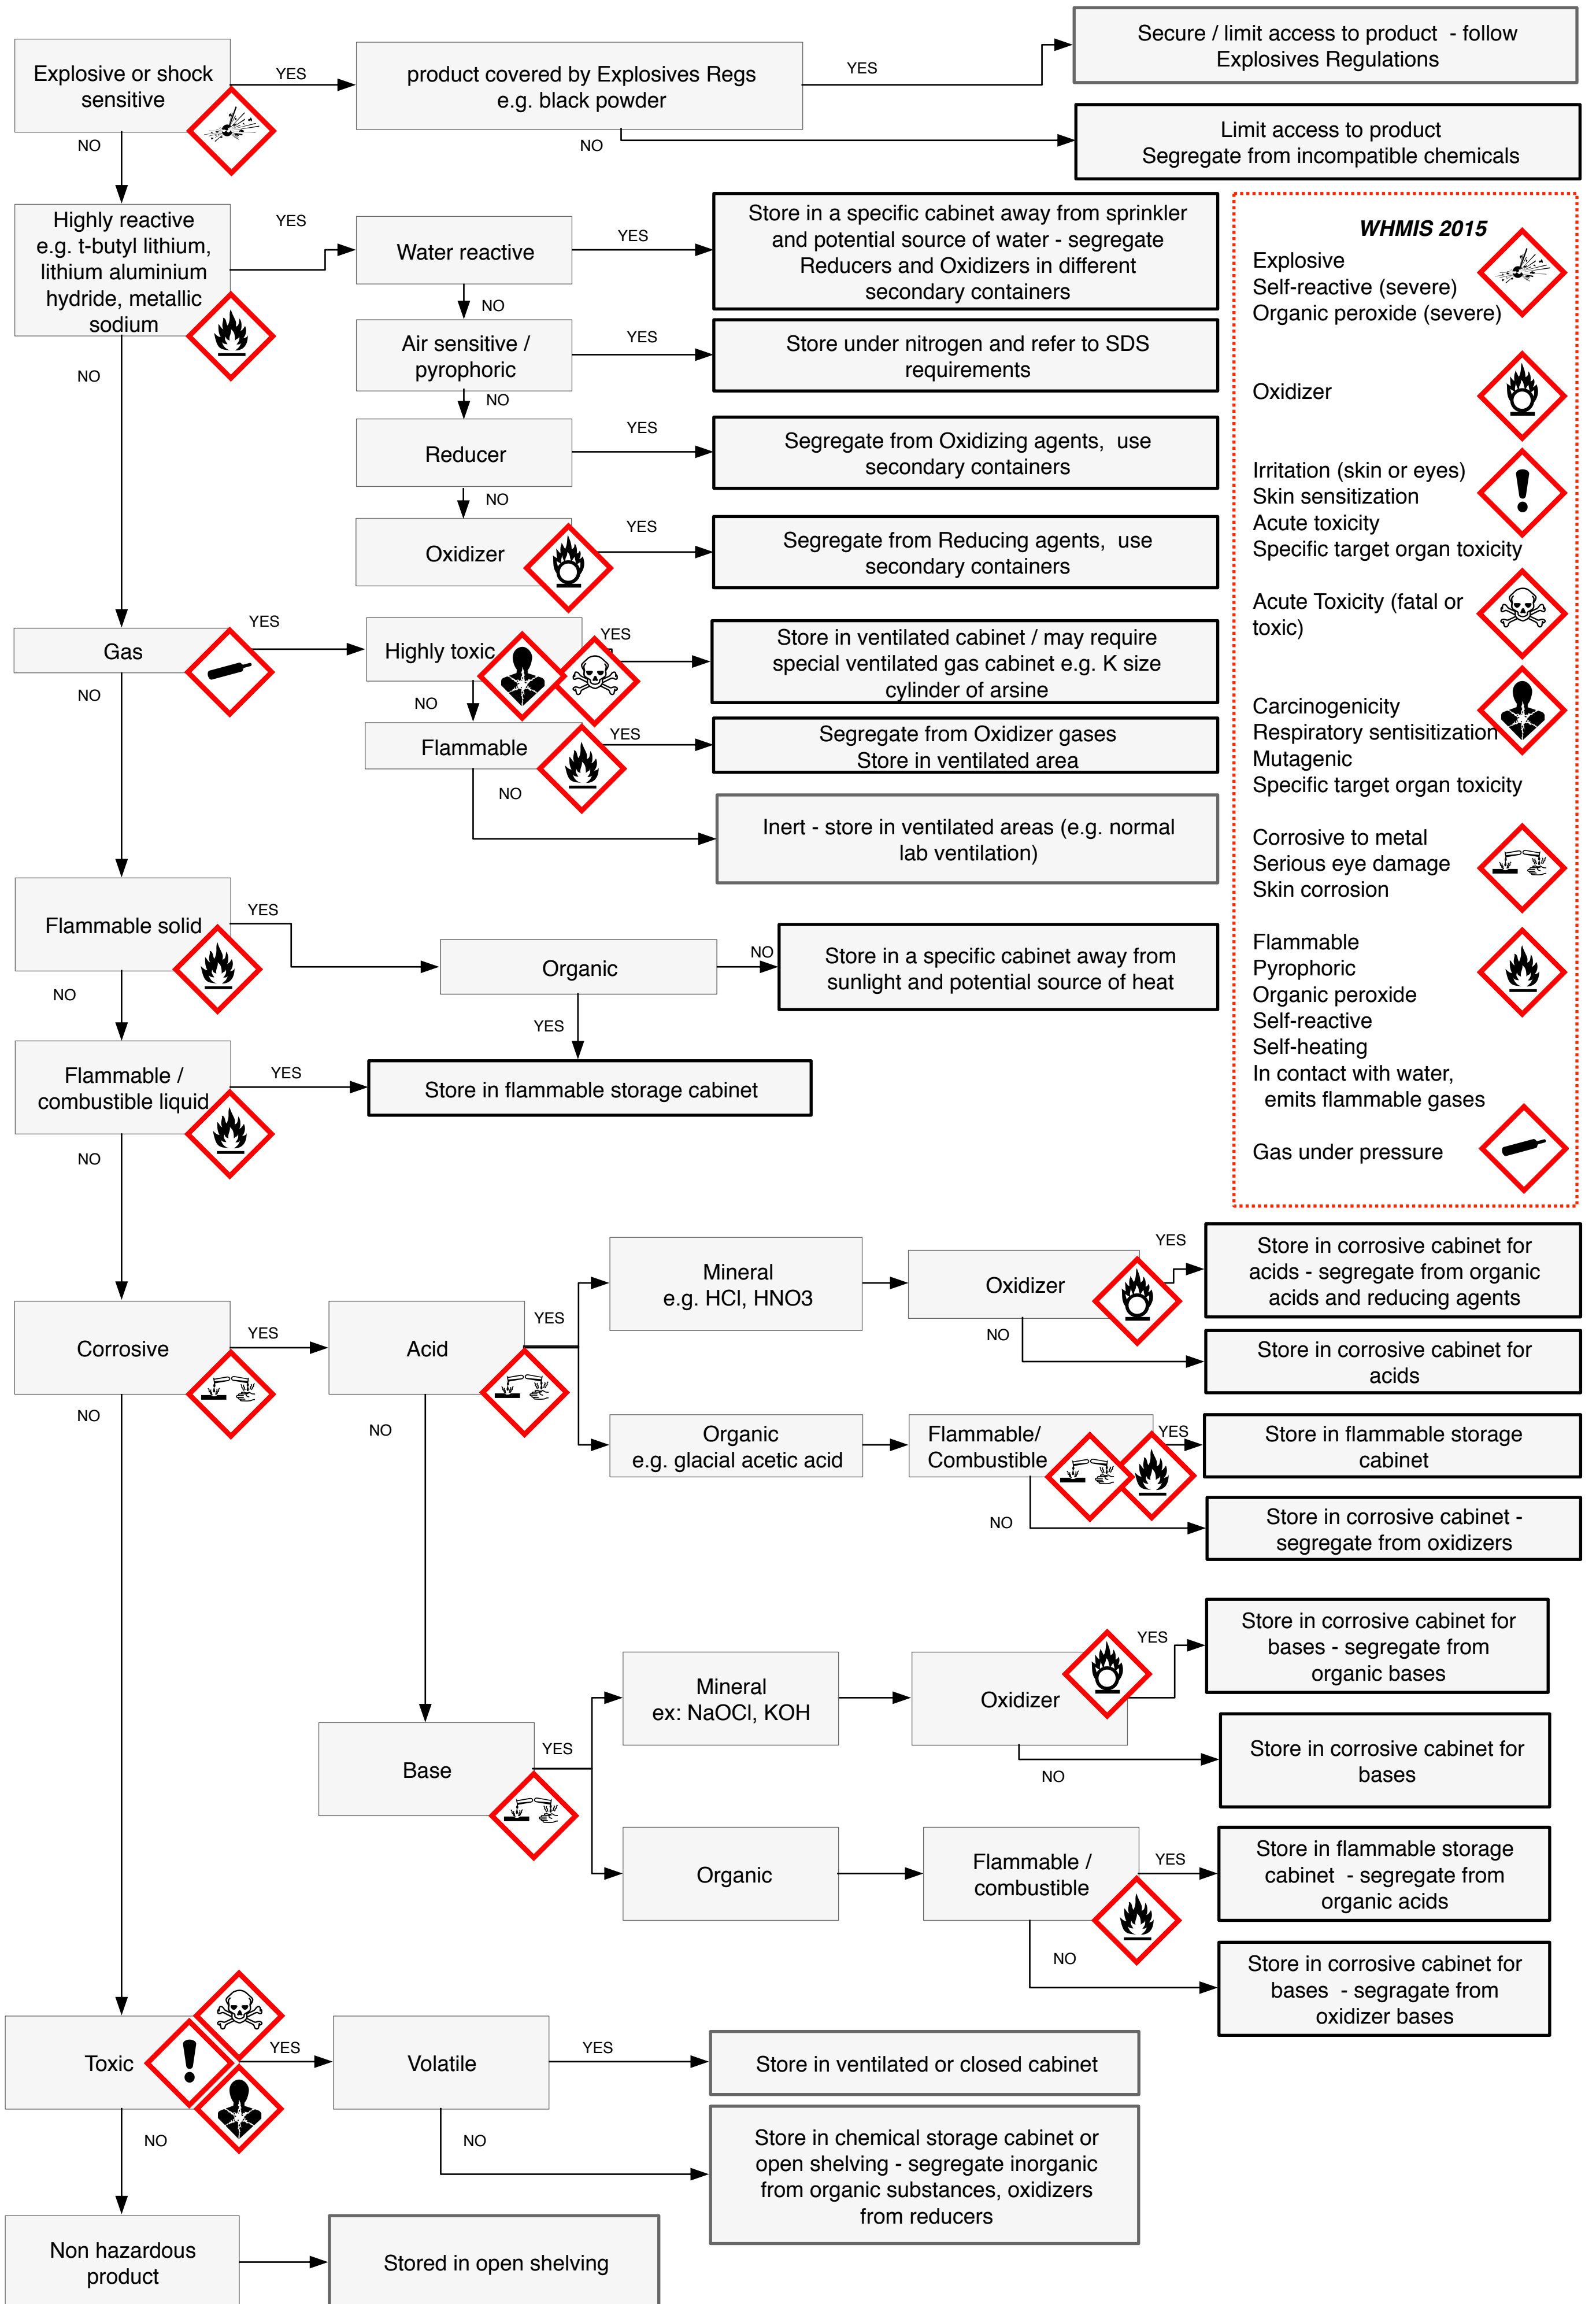 Explosive or shock
sensitive
YES
NO
product covered by Explosives Regs
e.g. black powder
YES
NO
Secure / limit access to product  - follow
Explosives Regulations
Limit access to product
Segregate from incompatible chemicals
Highly reactive
e.g. t-butyl lithium,
lithium aluminium
hydride, metallic
sodium
YES
NO
Water reactive
YES
NO
Store in a specific cabinet away from sprinkler
and potential source of water - segregate
Reducers and Oxidizers in different
secondary containers
Air sensitive /
pyrophoric
YES
NO
Store under nitrogen and refer to SDS
requirements
Reducer
YES
NO
Segregate from Oxidizing agents,  use
secondary containers
Oxidizer
YES
Segregate from Reducing agents,  use
secondary containers
Gas
YES
NO
Highly toxic
YES
NO
Store in ventilated cabinet / may require
special ventilated gas cabinet e.g. K size
cylinder of arsine
Flammable
YES
NO
Segregate from Oxidizer gases
Store in ventilated area
Inert - store in ventilated areas (e.g. normal
lab ventilation)
Flammable solid
YES
NO
Organic
NO
YES
Store in a specific cabinet away from
sunlight and potential source of heat
Flammable /
combustible liquid
YES
NO
Store in flammable storage cabinet
WHMIS 2015
Explosive
Self-reactive (severe)
Organic peroxide (severe)
Oxidizer
Irritation (skin or eyes)
Skin sensitization
Acute toxicity
Specific target organ toxicity
Acute Toxicity (fatal or
toxic)
Carcinogenicity
Respiratory sentisitization
Mutagenic
Specific target organ toxicity
Corrosive to metal
Serious eye damage
Skin corrosion
Flammable
Pyrophoric
Organic peroxide
Self-reactive
Self-heating
In contact with water,
emits flammable gases
Gas under pressure
Corrosive
YES
NO
Acid
YES
NO
Mineral
e.g. HCl, HNO3
Oxidizer
YES
NO
Store in corrosive cabinet for
acids - segregate from organic
acids and reducing agents
Store in corrosive cabinet for
acids
Organic
e.g. glacial acetic acid
Flammable/
Combustible
YES
NO
Store in flammable storage
cabinet
Store in corrosive cabinet -
segregate from oxidizers
Base
YES
Mineral
ex: NaOCl, KOH
Oxidizer
YES
NO
Store in corrosive cabinet for
bases - segregate from
organic bases
Store in corrosive cabinet for
bases
Organic
Flammable /
combustible
YES
NO
Store in flammable storage
cabinet  - segregate from
organic acids
Store in corrosive cabinet for
bases  - segragate from
oxidizer bases
Toxic
YES
NO
Volatile
YES
NO
Store in ventilated or closed cabinet
Store in chemical storage cabinet or
open shelving - segregate inorganic
from organic substances, oxidizers
from reducers
Non hazardous
product
Stored in open shelving